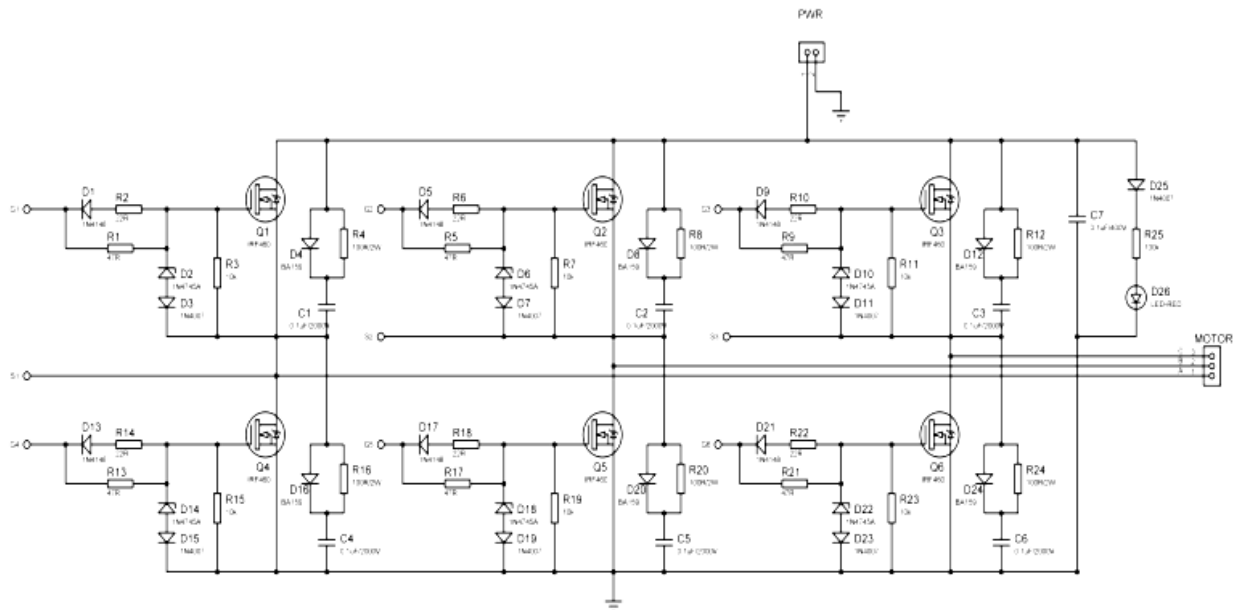 PWR
D1
R2
1N4148
22R
R1
47R
D2
1N4745A
D3
1N4007
R3
10k
Q1
IRF460
D4
BA159
R4
100R/2W
C1
0.1uF/2000V
D5
R6
1N4148
22R
R5
47R
D6
1N4745A
D7
1N4007
R7
10k
Q2
IRF460
D8
BA159
R8
100R/2W
C2
0.1uF/2000V
D9
R10
1N4148
22R
R9
47R
D10
1N4745A
D11
1N4007
R11
10k
Q3
IRF460
D12
BA159
R12
100R/2W
C3
0.1uF/2000V
C7
D25
1N4007
R25
D26
LED-RED
MOTOR
D13
R14
1N4148
22R
R13
47R
D14
1N4745A
D15
1N4007
R15
10k
Q4
IRF460
D16
BA159
R16
100R/2W
C4
0.1uF/2000V
D17
R18
1N4148
22R
R17
47R
D18
1N4745A
D19
1N4007
R19
10k
Q5
IRF460
D20
BA159
R20
100R/2W
C5
0.1uF/2000V
D21
R22
1N4148
22R
R21
47R
D22
1N4745A
D23
1N4007
R23
10k
Q6
IRF460
D24
BA159
R24
100R/2W
C6
0.1uF/2000V